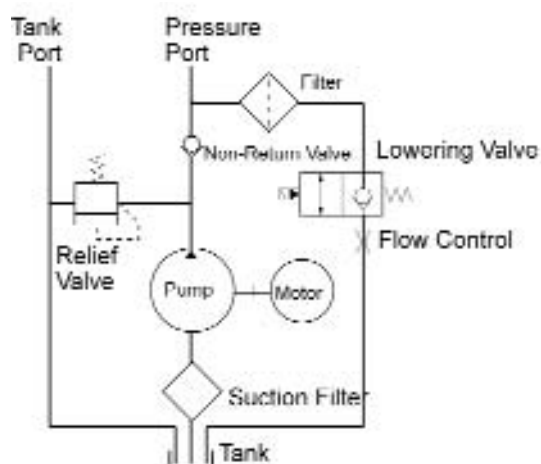 Tank
Port
Pressure
Port
Filter
Non-Return Valve
Lowering Valve
Flow Control
Relief
Valve
Pump
Motor
Suction Filter
Tank